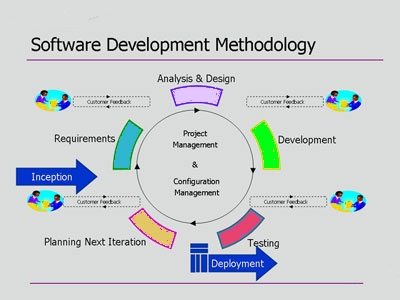 Software Development Methodology
Analysis & Design
Customer Feedback
Customer Feedback
Requirements
Project
Management
&
Configuration
Management
Development
Inception
Customer Feedback
Customer Feedback
Planning Next Iteration
Testing
Deployment